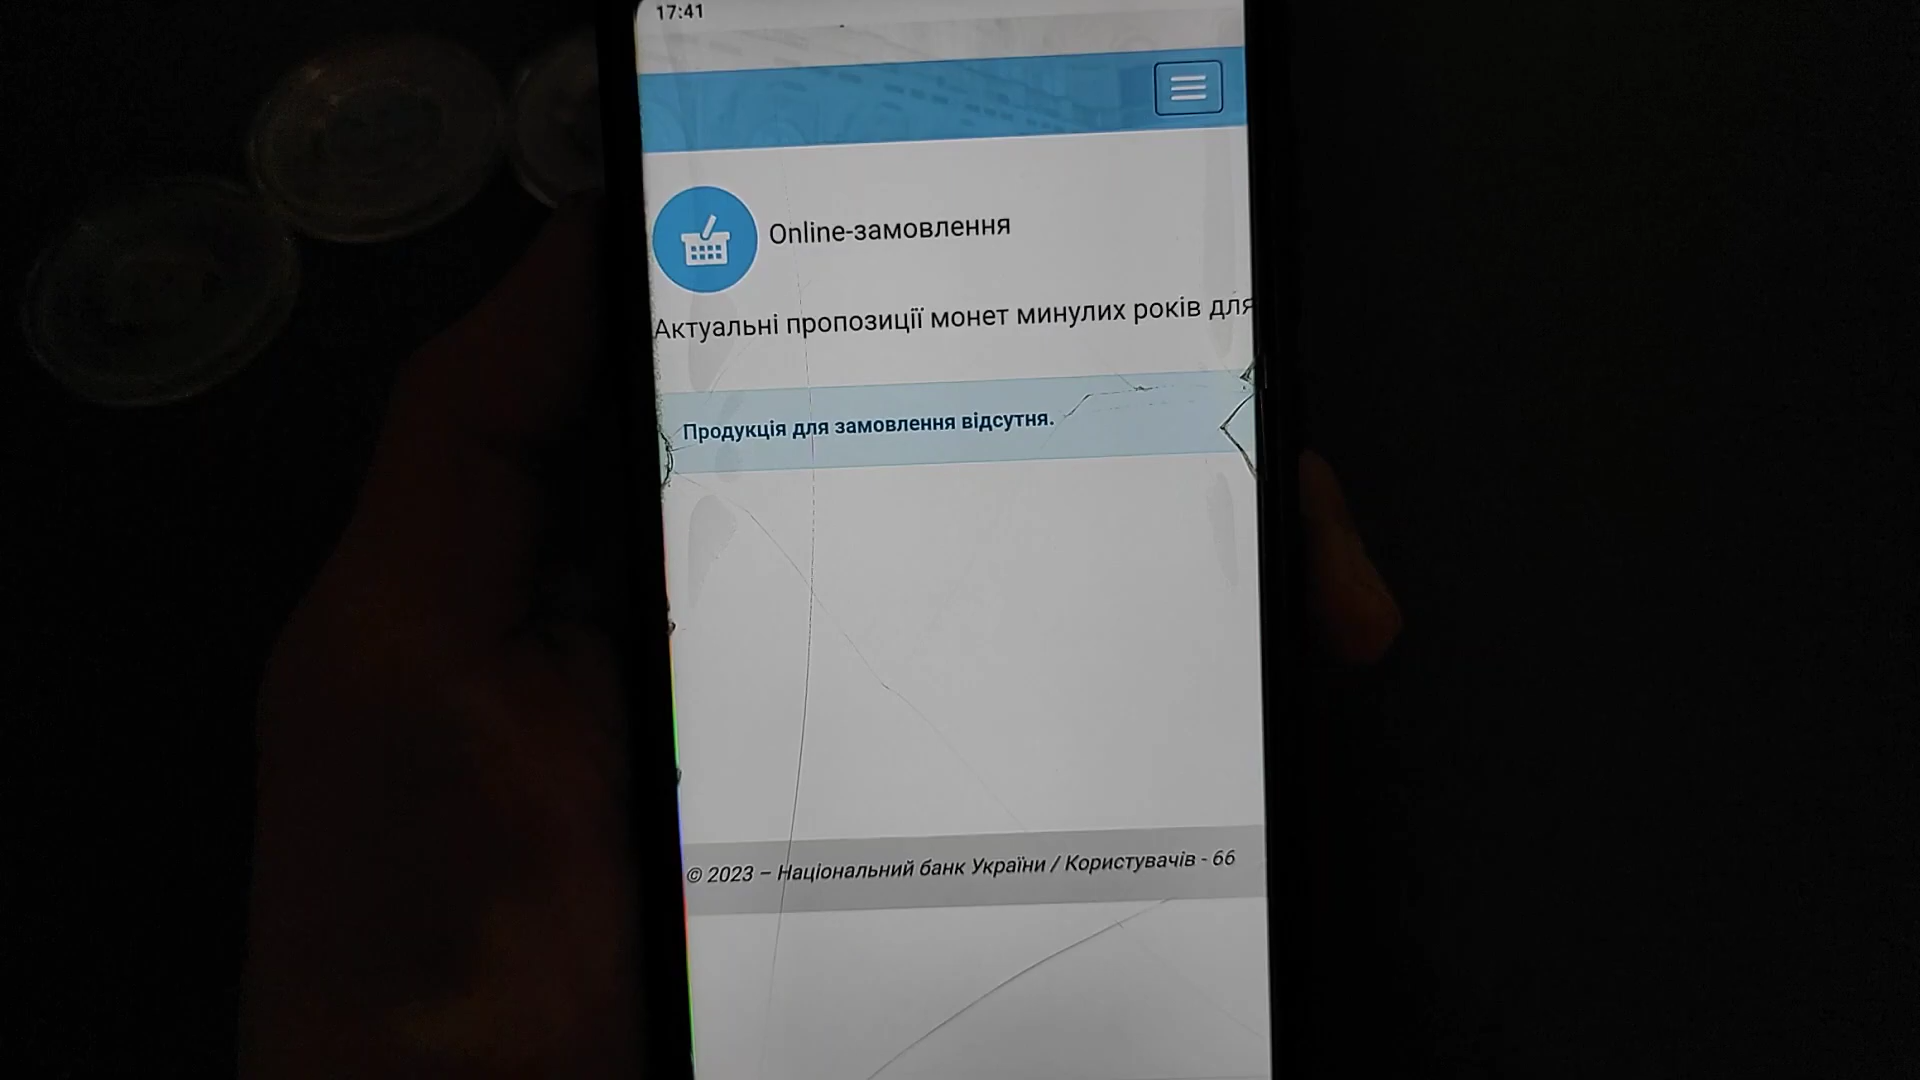 17:41
Online-замовлення
Актуальні пропозиції монет минулих років для
Продукція для замовлення відсутня.
© 2023 – Національний банк України / Користувачів - 66